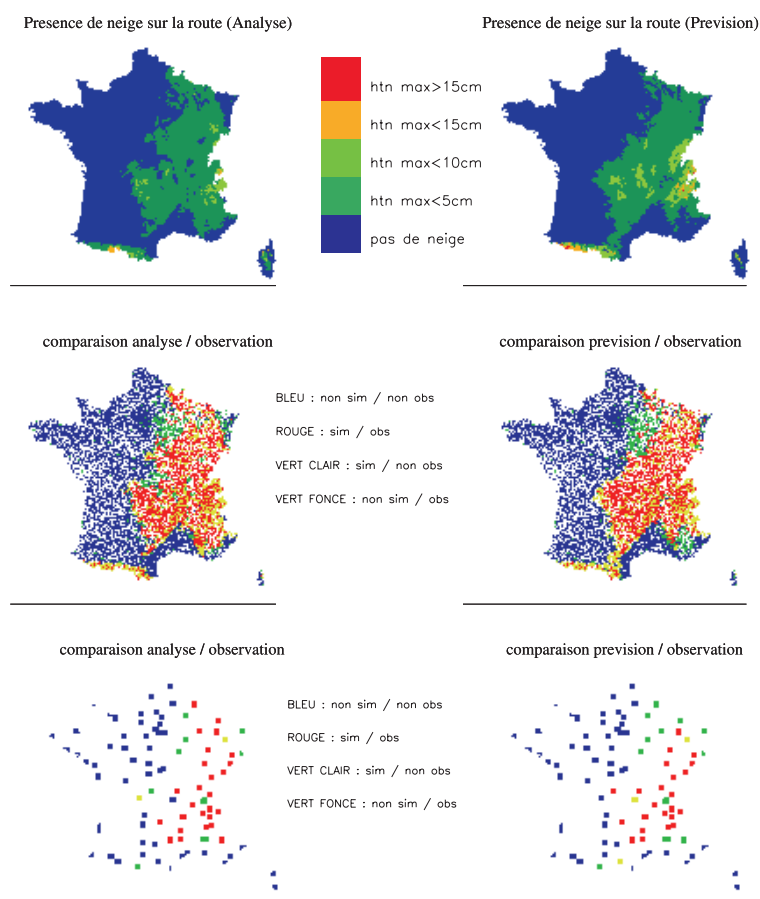 Presence de neige sur la route (Analyse)
Presence de neige sur la route (Prevision)
htn max>15cm
htn max<15cm
htn max<10cm
htn max<5cm
pas de neige
comparaison analyse / observation
comparaison prevision / observation
BLEU : non sim / non obs
ROUGE : sim / obs
VERT CLAIR : sim / non obs
VERT FONCE : non sim / obs
comparaison analyse / observation
comparaison prevision / observation
BLEU : non sim / non obs
ROUGE : sim / obs
VERT CLAIR : sim / non obs
VERT FONCE : non sim / obs